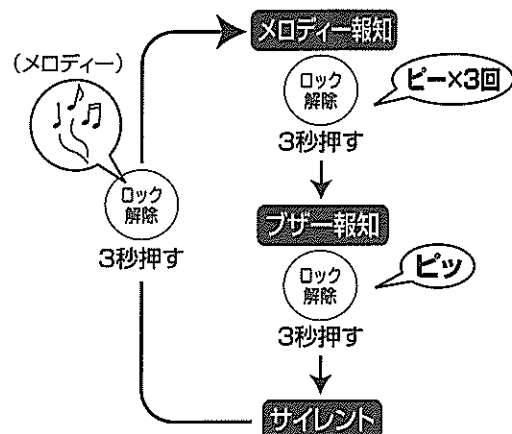 メロディー報知
(メロディー)
ロック
解除
ピー×3回
3秒押す
ロック
解除
3秒押す
ブザー報知
ロック
解除
ピッ
3秒押す
サイレント